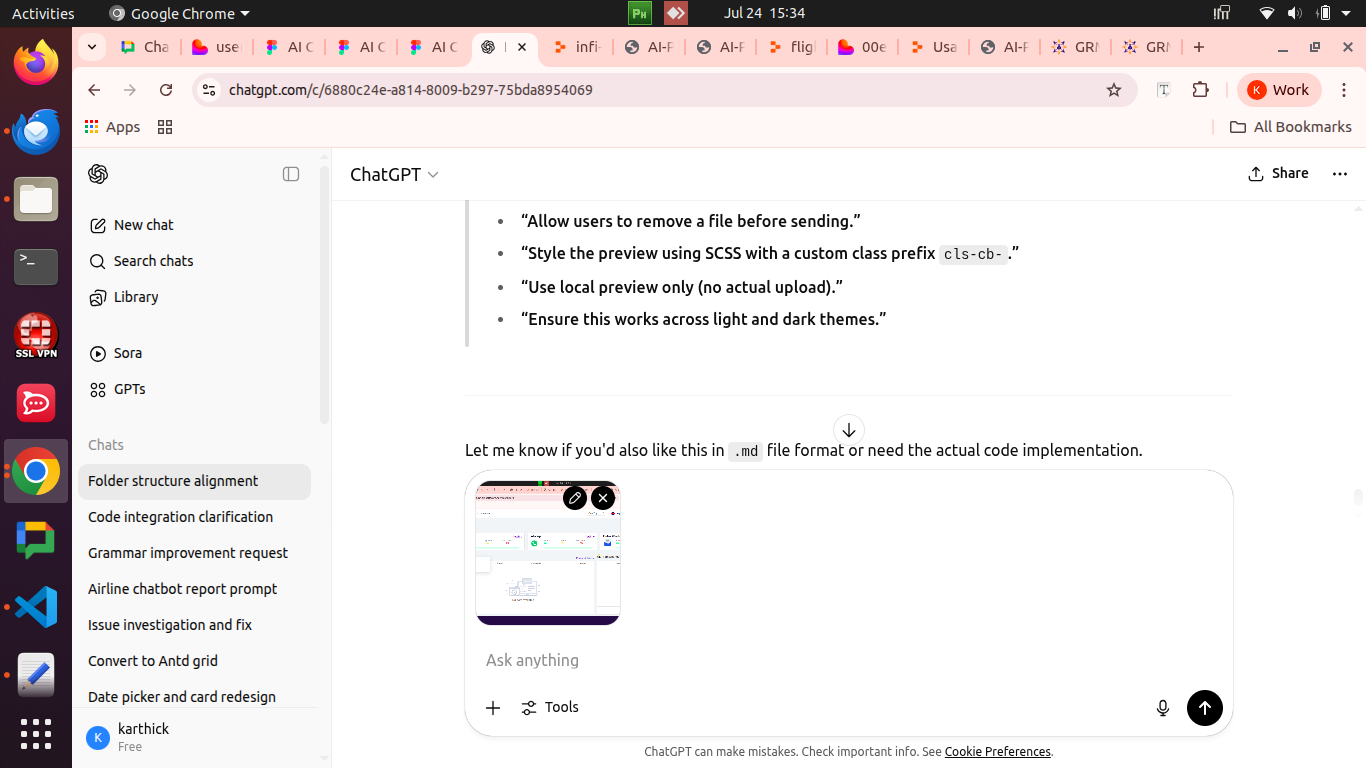 Activities
Google Chrome
Jul 24 15:34
Cha
use
AI C
AI C
AI C
infi-
AI-F
AI-F
flig
00e
Usa
AI-F
GRN
GRN
chatgpt.com/c/6880c24e-a814-8009-b297-75bda8954069
K Work
Apps
All Bookmarks
New chat
Search chats
Library
Sora
GPTs
Chats
Folder structure alignment
Code integration clarification
Grammar improvement request
Airline chatbot report prompt
Issue investigation and fix
Convert to Antd grid
Date picker and card redesign
K
karthick
Free
SSL VPN
ChatGPT
Share
• “Allow users to remove a file before sending.”
• “Style the preview using SCSS with a custom class prefix cls-cb- .”
• “Use local preview only (no actual upload).”
• “Ensure this works across light and dark themes.”
Let me know if you'd also like this in .md file format or need the actual code implementation.
Ask anything
Tools
ChatGPT can make mistakes. Check important info. See Cookie Preferences.